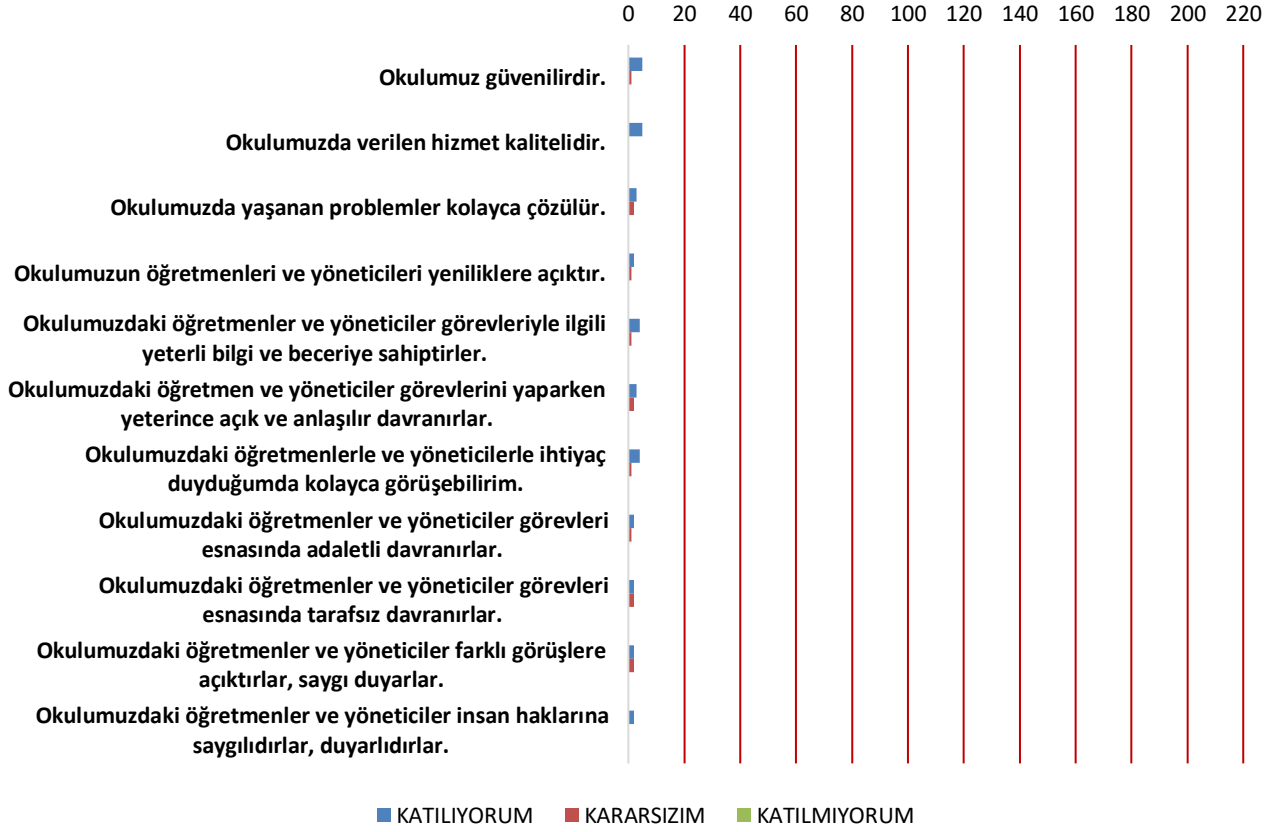 0 20 40 60 80 100 120 140 160 180 200 220
Okulumuz güvenilirdir.
Okulumuzda verilen hizmet kalitelidir.
Okulumuzda yaşanan problemler kolayca çözülür.
Okulumuzun öğretmenleri ve yöneticileri yeniliklere açıktır.
Okulumuzdaki öğretmenler ve yöneticiler görevleriyle ilgili
yeterli bilgi ve beceriye sahiptirler.
Okulumuzdaki öğretmen ve yöneticiler görevlerini yaparken
yeterince açık ve anlaşılır davranırlar.
Okulumuzdaki öğretmenlerle ve yöneticilerle ihtiyaç
duyduğumda kolayca görüşebilirim.
Okulumuzdaki öğretmenler ve yöneticiler görevleri
esnasında adaletli davranırlar.
Okulumuzdaki öğretmenler ve yöneticiler görevleri
esnasında tarafsız davranırlar.
Okulumuzdaki öğretmenler ve yöneticiler farklı görüşlere
açıktırlar, saygı duyarlar.
Okulumuzdaki öğretmenler ve yöneticiler insan haklarına
saygılıdırlar, duyarlıdırlar.
KATILIYORUM KARARSIZIM KATILMIYORUM